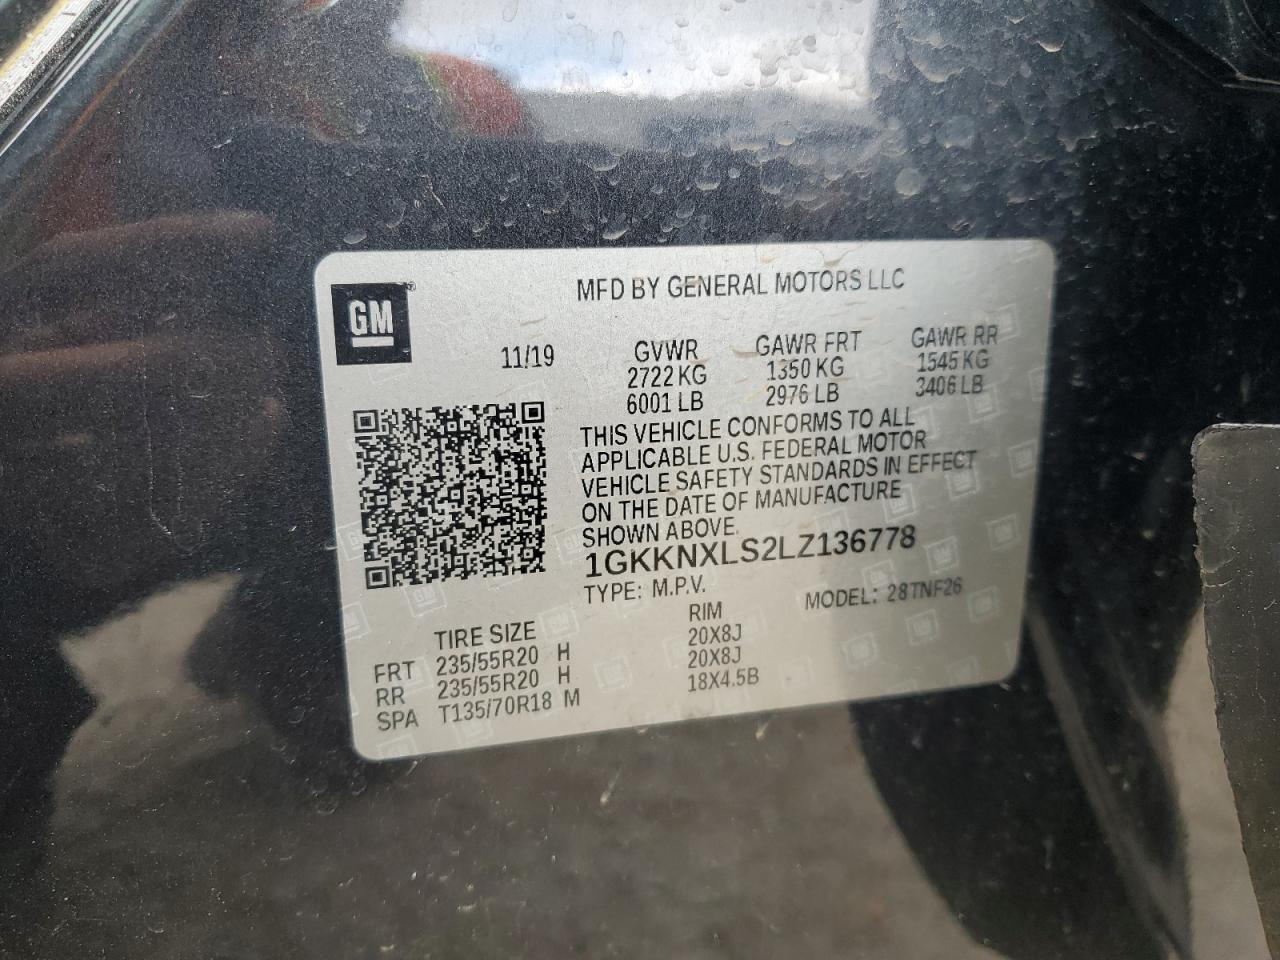 GM
MFD BY GENERAL MOTORS LLC
11/19
GVWR GAWR FRT GAWR RR
2722 KG 1350 KG 1545 KG
6001 LB 2976 LB 3406 LB
THIS VEHICLE CONFORMS TO ALL
APPLICABLE U.S. FEDERAL MOTOR
VEHICLE SAFETY STANDARDS IN EFFECT
ON THE DATE OF MANUFACTURE
SHOWN ABOVE.
1GKKNXLS2LZ136778
TYPE: M.P.V. MODEL: 28TNF26
TIRE SIZE RIM
FRT 235/55R20 H 20X8J
RR 235/55R20 H 20X8J
SPA T135/70R18 M 18X4.5B